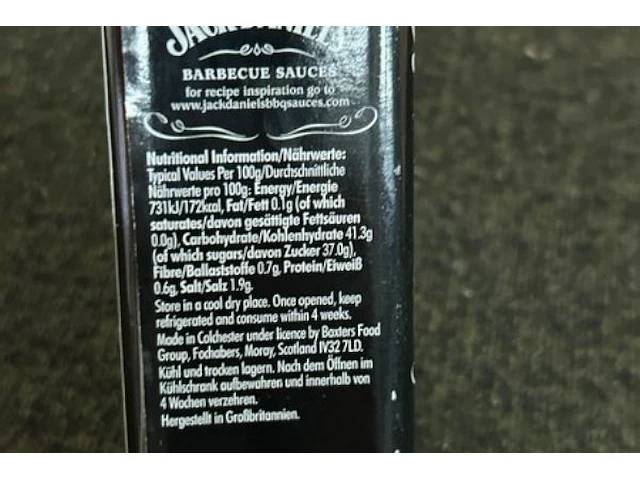 JACK DANIEL'S
BARBECUE SAUCES
for recipe inspiration go to
www.jackdanielsbbqsauces.com
Nutritional Information/Nährwerte:
Typical Values Per 100g/Durchschnittliche
Nährwerte pro 100g: Energy/Energie
731kJ/172kcal, Fat/Fett 0.1g (of which
saturates/davon gesättigte Fettsäuren
0.0g), Carbohydrate/Kohlenhydrate 41.3g
(of which sugars/davon Zucker 37.0g),
Fibre/Ballaststoffe 0.7g, Protein/Eiweiß
0.6g, Salt/Salz 1.9g.
Store in a cool dry place. Once opened, keep
refrigerated and consume within 4 weeks.
Made in Colchester under licence by Baxters Food
Group, Fochabers, Moray, Scotland IV32 7LD.
Kühl und trocken lagern. Nach dem Öffnen im
Kühlschrank aufbewahren und innerhalb von
4 Wochen verzehren.
Hergestellt in Großbritannien.